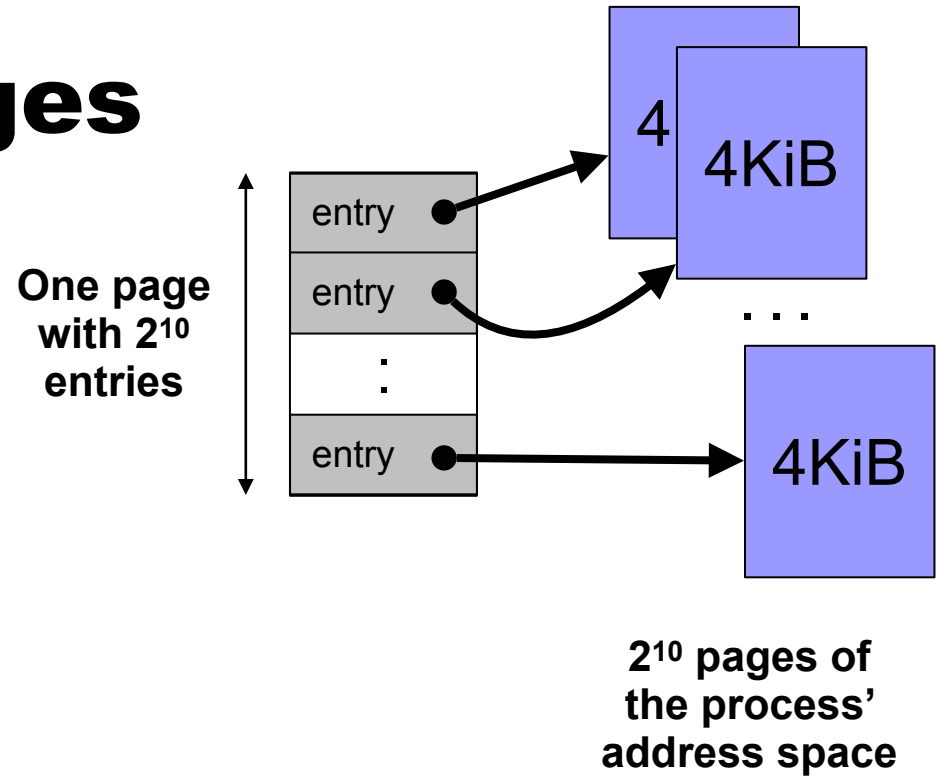 ges
4
4KiB
entry
One page
with 2¹⁰
entries
entry
. . .
:
entry
4KiB
2¹⁰ pages of
the process’
address space